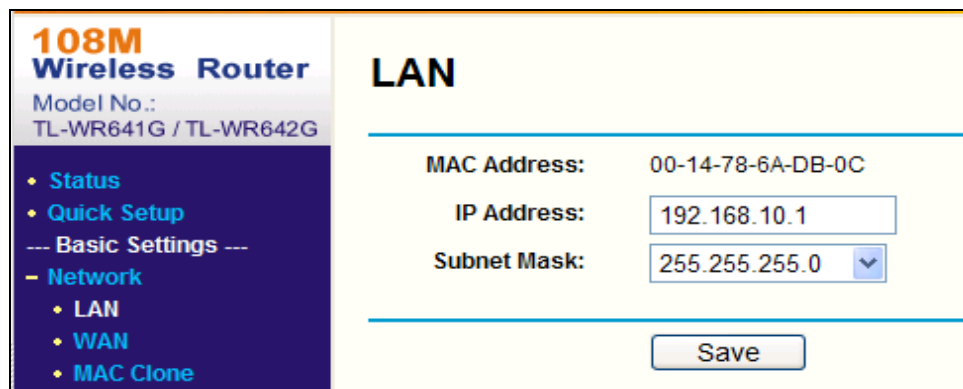 108M
Wireless Router
Model No.:
TL-WR641G / TL-WR642G
• Status
• Quick Setup
--- Basic Settings ---
– Network
• LAN
• WAN
• MAC Clone
LAN
MAC Address: 00-14-78-6A-DB-0C
IP Address: 192.168.10.1
Subnet Mask: 255.255.255.0
Save